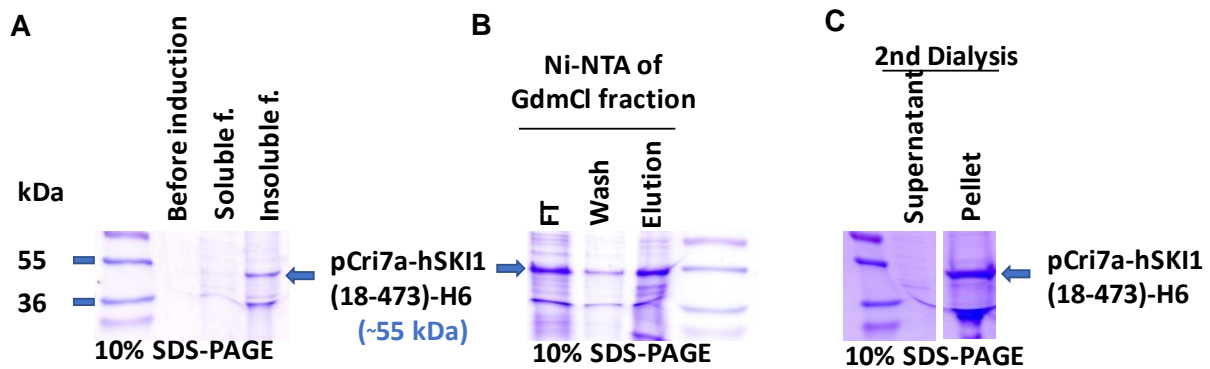 A
Before induction
Soluble f.
Insoluble f.
kDa
55
36
10% SDS-PAGE
pCri7a-hSKI1
(18-473)-H6
(~55 kDa)
B
Ni-NTA of
GdmCl fraction
FT
Wash
Elution
10% SDS-PAGE
C
2nd Dialysis
Supernatant
Pellet
pCri7a-hSKI1
(18-473)-H6
10% SDS-PAGE